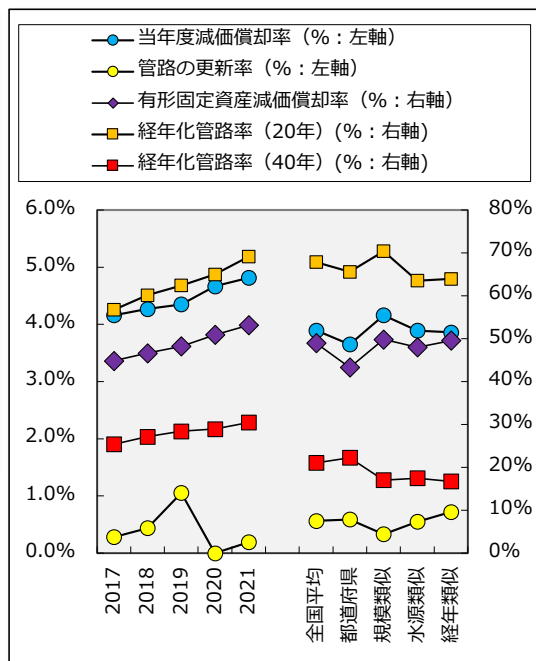 当年度減価償却率（%：左軸）
管路の更新率（%：左軸）
有形固定資産減価償却率（%：右軸）
経年化管路率（20年）(%：右軸)
経年化管路率（40年）(%：右軸)
6.0%
5.0%
4.0%
3.0%
2.0%
1.0%
0.0%
80%
70%
60%
50%
40%
30%
20%
10%
0%
2017
2018
2019
2020
2021
全国平均
都道府県
規模類似
水源類似
経年類似